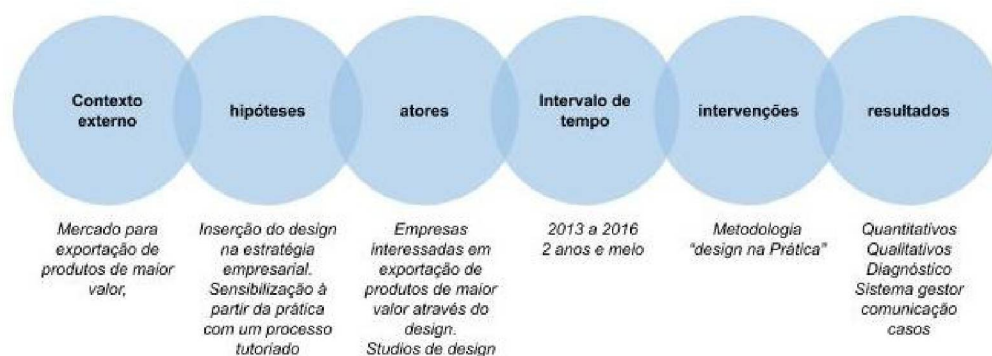 Contexto
externo
hipóteses
atores
Intervalo de
tempo
intervenções
resultados
Mercado para
exportação de
produtos de maior
valor,
Inserção do design
na estratégia
empresarial.
Sensibilização à
partir da prática
com um processo
tutoriado
Empresas
interessadas em
exportação de
produtos de maior
valor através do
design.
Studios de design
2013 a 2016
2 anos e meio
Metodologia
“design na Prática”
Quantitativos
Qualitativos
Diagnóstico
Sistema gestor
comunicação
casos